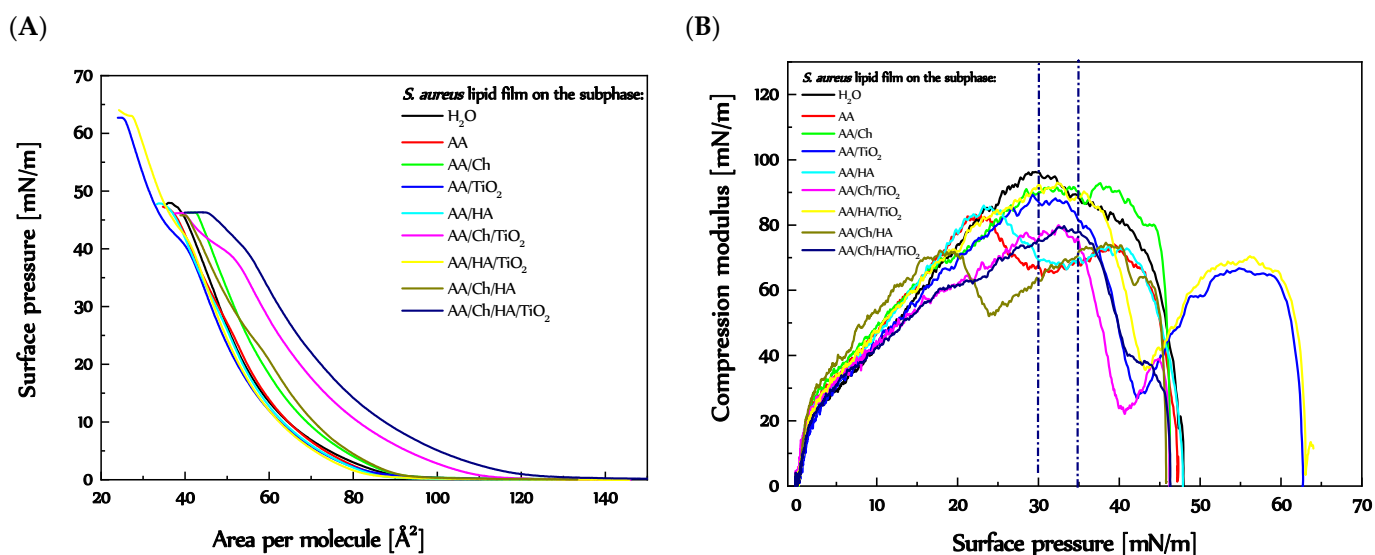 (A)
(B)
70
60
50
40
30
20
10
0
20
40
60
80
100
120
140
Surface pressure [mN/m]
Area per molecule [Å²]
S. aureus lipid film on the subphase:
H₂O
AA
AA/Ch
AA/TiO₂
AA/HA
AA/Ch/TiO₂
AA/HA/TiO₂
AA/Ch/HA
AA/Ch/HA/TiO₂
120
100
80
60
40
20
0
0
10
20
30
40
50
60
70
Compression modulus [mN/m]
Surface pressure [mN/m]
S. aureus lipid film on the subphase:
H₂O
AA
AA/Ch
AA/TiO₂
AA/HA
AA/Ch/TiO₂
AA/HA/TiO₂
AA/Ch/HA
AA/Ch/HA/TiO₂